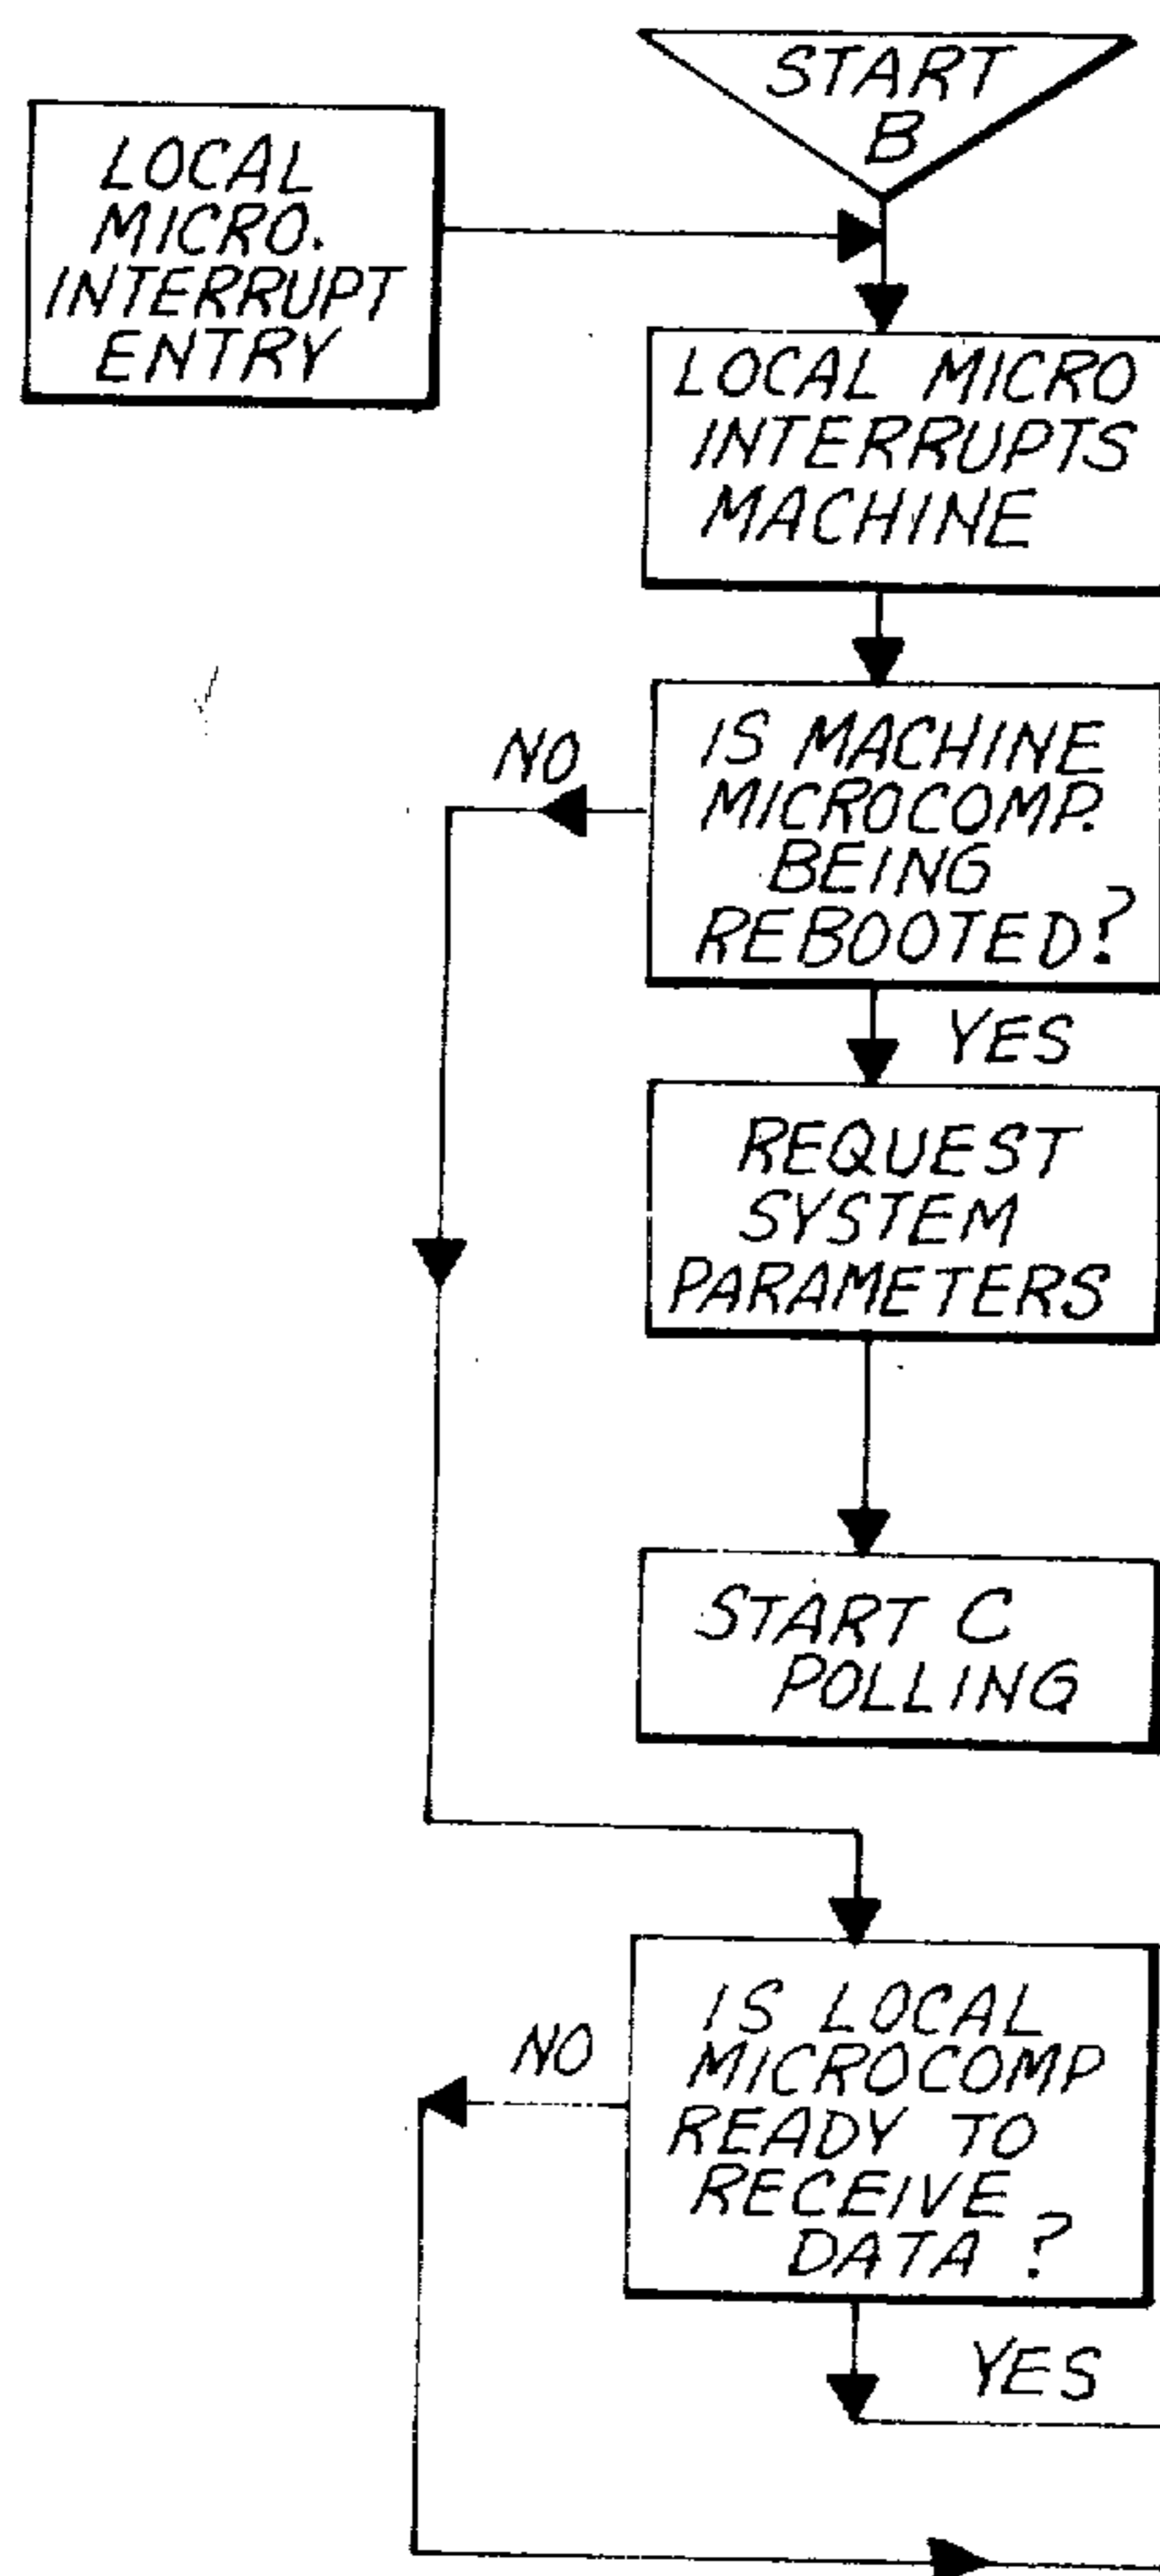 START
B
LOCAL
MICRO.
INTERRUPT
ENTRY
LOCAL MICRO
INTERRUPTS
MACHINE
IS MACHINE
MICROCOMP.
BEING
REBOOTED?
NO
YES
REQUEST
SYSTEM
PARAMETERS
START C
POLLING
IS LOCAL
MICROCOMP
READY TO
RECEIVE
DATA?
NO
YES